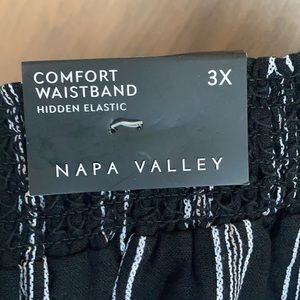 COMFORT
WAISTBAND
HIDDEN ELASTIC
3X
NAPA VALLEY